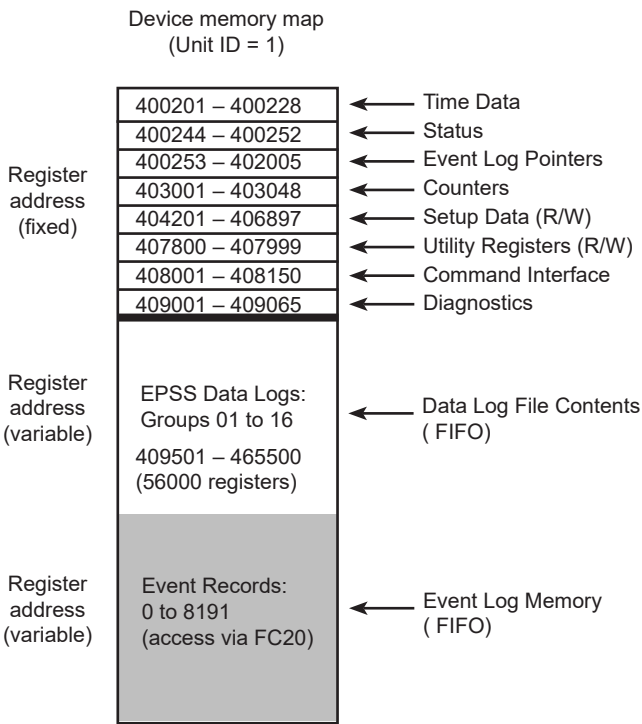 Device memory map
(Unit ID = 1)
Register
address
(fixed)
400201 – 400228
Time Data
400244 – 400252
Status
400253 – 402005
Event Log Pointers
403001 – 403048
Counters
404201 – 406897
Setup Data (R/W)
407800 – 407999
Utility Registers (R/W)
408001 – 408150
Command Interface
409001 – 409065
Diagnostics
Register
address
(variable)
EPSS Data Logs:
Groups 01 to 16
409501 – 465500
(56000 registers)
Data Log File Contents
( FIFO)
Register
address
(variable)
Event Records:
0 to 8191
(access via FC20)
Event Log Memory
( FIFO)